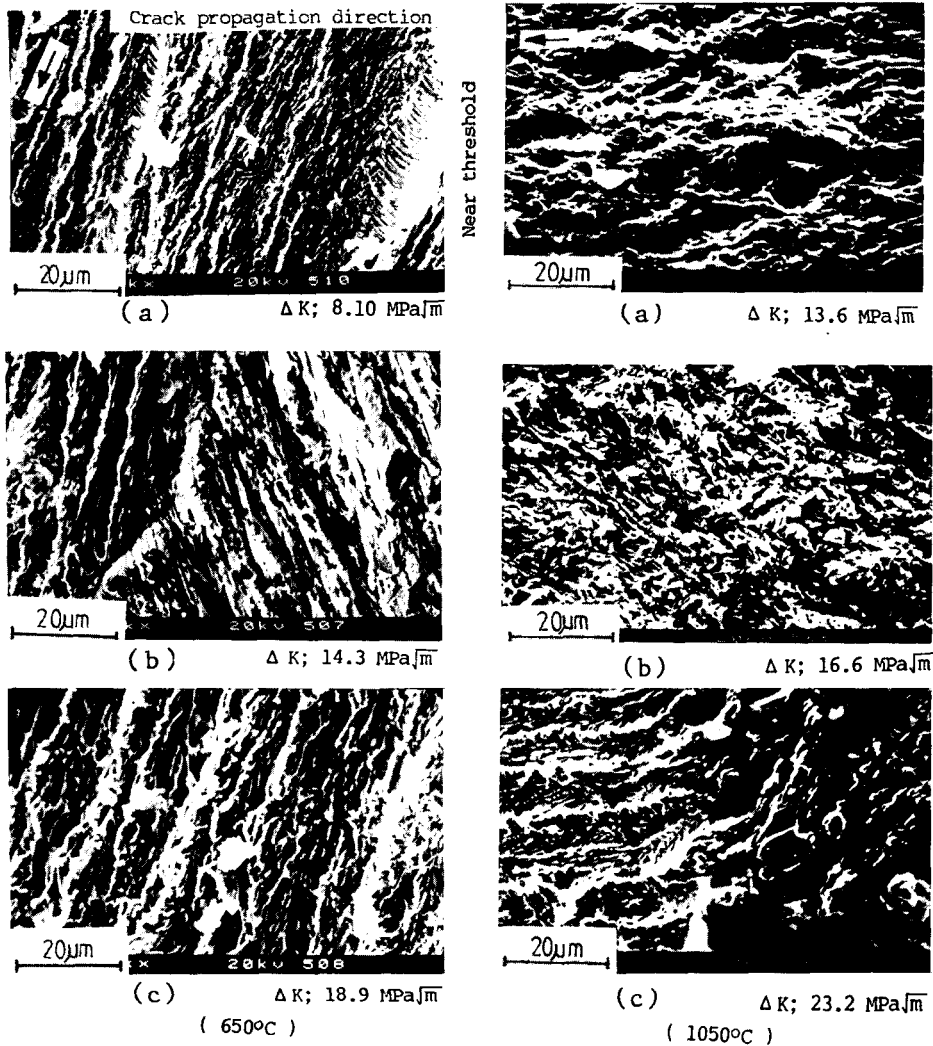 Crack propagation direction
Near threshold
20μm
x 20kV 510
(a) ΔK; 8.10 MPa√m
20μm
(a) ΔK; 13.6 MPa√m
20μm
x 20kV 507
(b) ΔK; 14.3 MPa√m
20μm
(b) ΔK; 16.6 MPa√m
20μm
x 20kV 508
(c) ΔK; 18.9 MPa√m
( 650°C )
20μm
(c) ΔK; 23.2 MPa√m
( 1050°C )